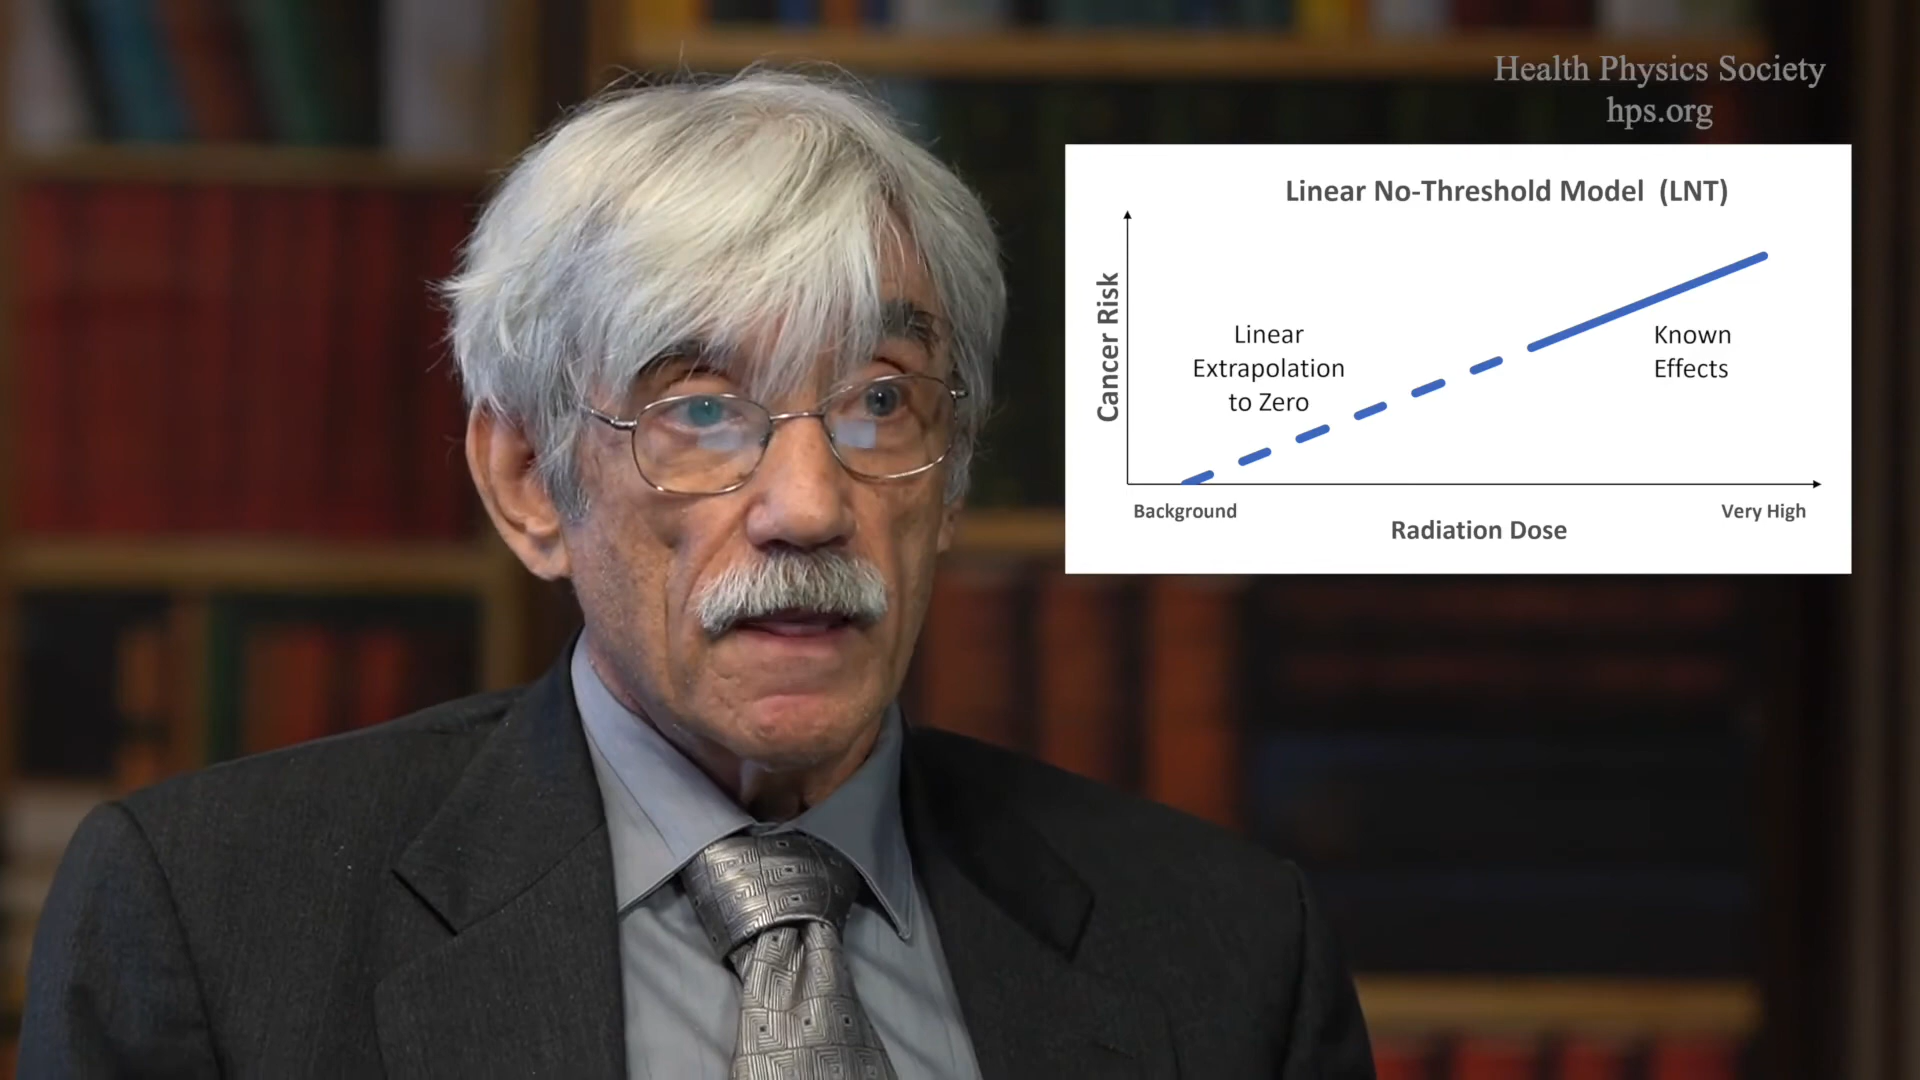 Health Physics Society
hps.org
Linear No-Threshold Model (LNT)
Cancer Risk
Linear
Extrapolation
to Zero
Known
Effects
Background
Very High
Radiation Dose